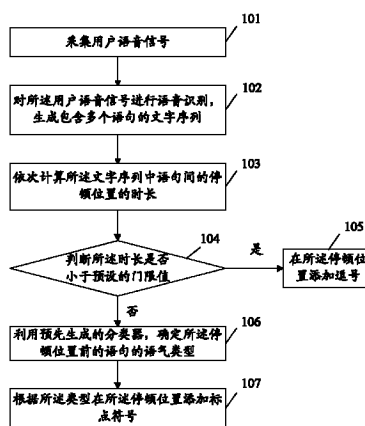 101
采集用户语音信号
102
对所述用户语音信号进行语音识别，
生成包含多个语句的文字序列
103
依次计算所述文字序列中语句间的停
顿位置的时长
104
判断所述时长是否
小于预设的门限值
是
105
在所述停顿位
置添加逗号
否
106
利用预先生成的分类器，确定所述停
顿位置前的语句的语气类型
107
根据所述类型在所述停顿位置添加标
点符号